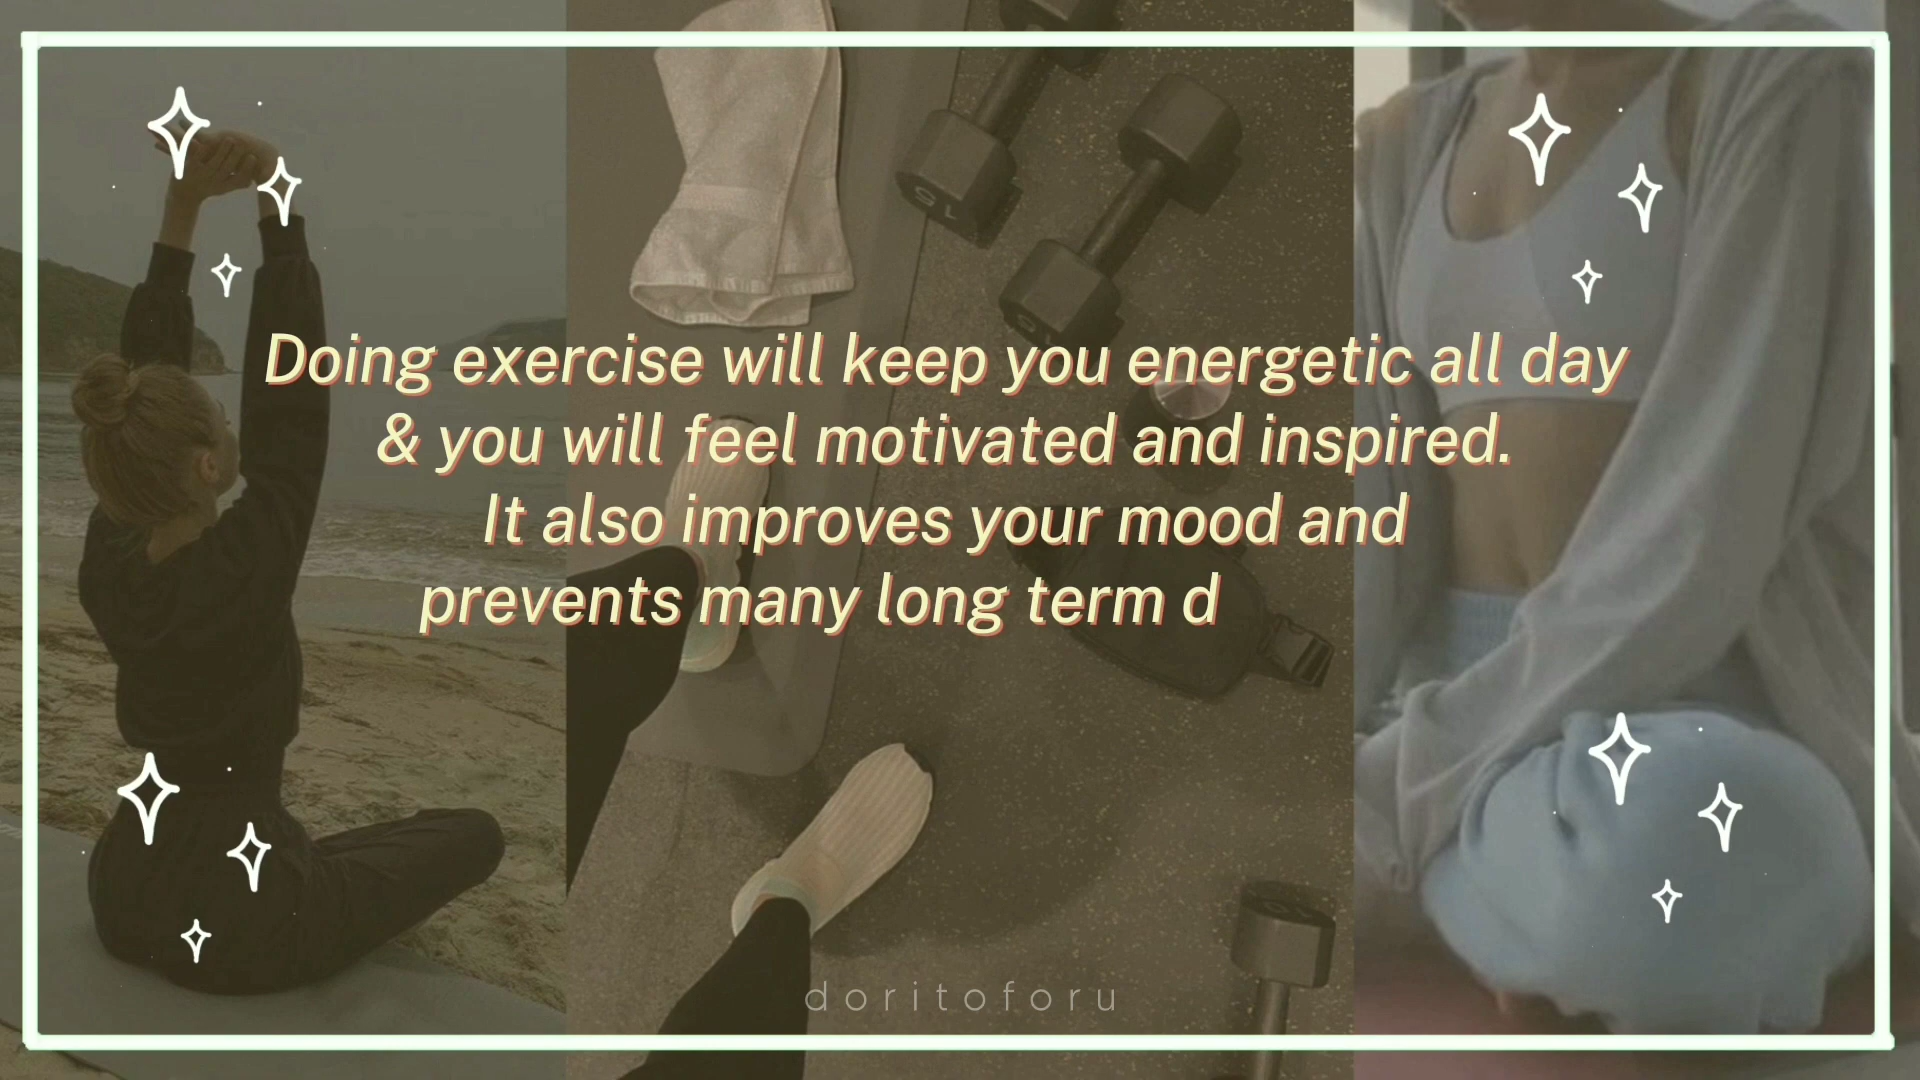 Doing exercise will keep you energetic all day
& you will feel motivated and inspired.
It also improves your mood and
prevents many long term d
doritoforu
15